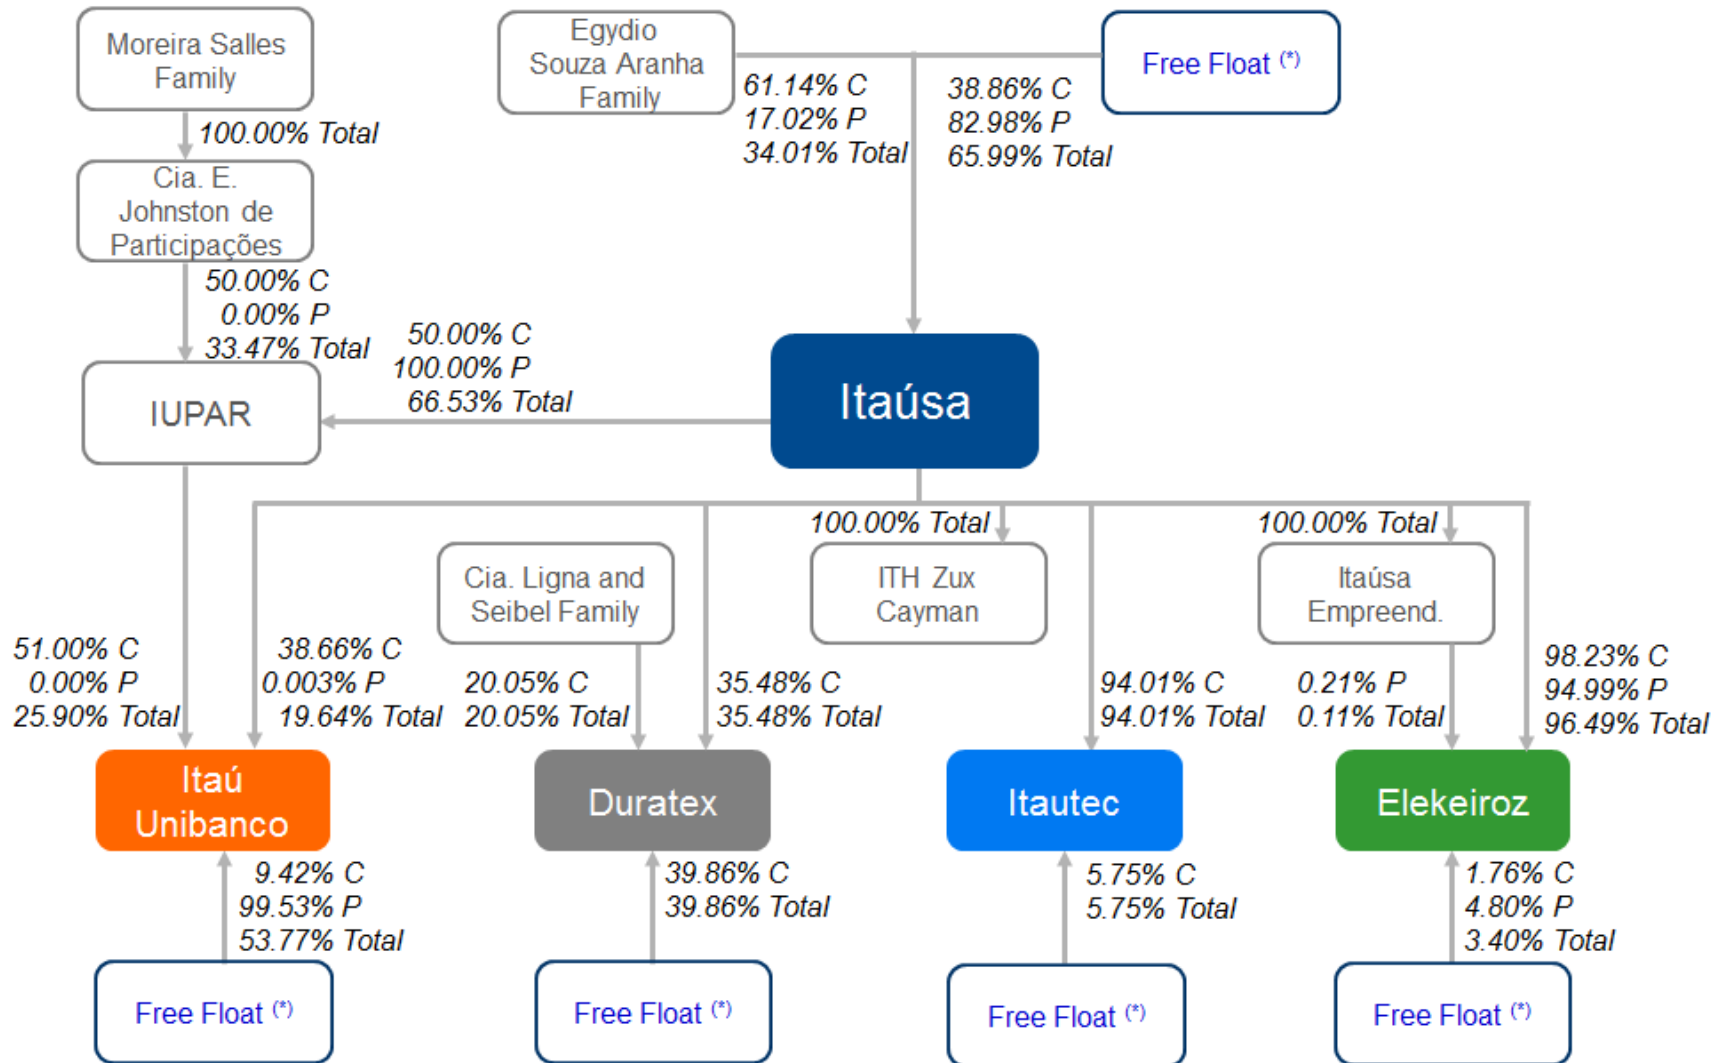 Moreira Salles
Family
Egydio
Souza Aranha
Family
Free Float (*)
61.14% C
17.02% P
34.01% Total
38.86% C
82.98% P
65.99% Total
100.00% Total
Cia. E.
Johnston de
Participações
50.00% C
0.00% P
33.47% Total
50.00% C
100.00% P
66.53% Total
IUPAR
Itaúsa
100.00% Total
100.00% Total
Cia. Ligna and
Seibel Family
ITH Zux
Cayman
Itaúsa
Empreend.
51.00% C
0.00% P
25.90% Total
38.66% C
0.003% P
19.64% Total
20.05% C
20.05% Total
35.48% C
35.48% Total
94.01% C
94.01% Total
0.21% P
0.11% Total
98.23% C
94.99% P
96.49% Total
Itaú
Unibanco
Duratex
Itautec
Elekeiroz
9.42% C
99.53% P
53.77% Total
39.86% C
39.86% Total
5.75% C
5.75% Total
1.76% C
4.80% P
3.40% Total
Free Float (*)
Free Float (*)
Free Float (*)
Free Float (*)